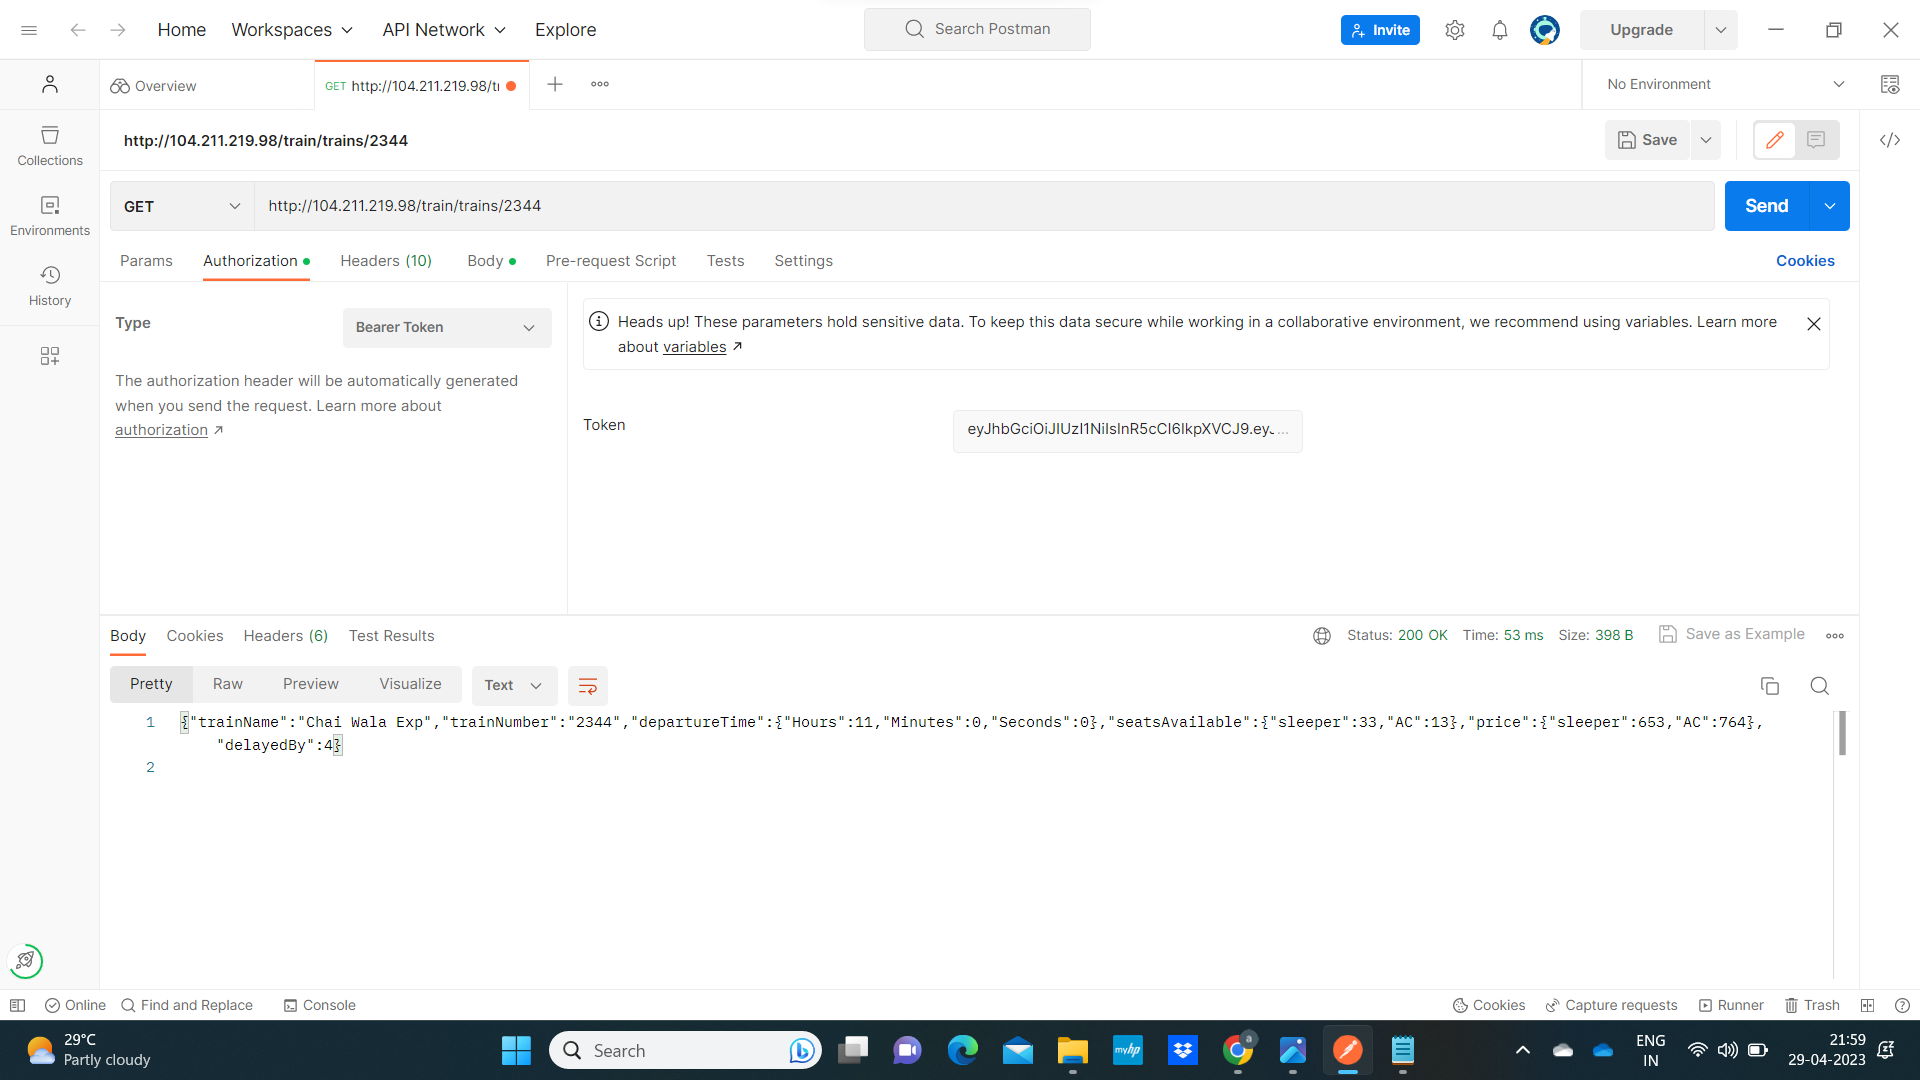 Home Workspaces API Network Explore
Search Postman
Invite
Upgrade
Overview
GET http://104.211.219.98/tr
No Environment
http://104.211.219.98/train/trains/2344
Save
Collections
Environments
History
GET http://104.211.219.98/train/trains/2344
Send
Params Authorization Headers (10) Body Pre-request Script Tests Settings
Cookies
Type Bearer Token
The authorization header will be automatically generated
when you send the request. Learn more about
authorization ↗
Heads up! These parameters hold sensitive data. To keep this data secure while working in a collaborative environment, we recommend using variables. Learn more
about variables ↗
Token
Body Cookies Headers (6) Test Results
Status: 200 OK Time: 53 ms Size: 398 B
Save as Example
Pretty Raw Preview Visualize Text
1 {"trainName":"Chai Wala Exp","trainNumber":"2344","departureTime":{"Hours":11,"Minutes":0,"Seconds":0},"seatsAvailable":{"sleeper":33,"AC":13},"price":{"sleeper":653,"AC":764},
"delayedBy":4}
2
Online Find and Replace Console
Cookies Capture requests Runner Trash
29°C
Partly cloudy
Search
myhp
a
ENG
IN
21:59
29-04-2023